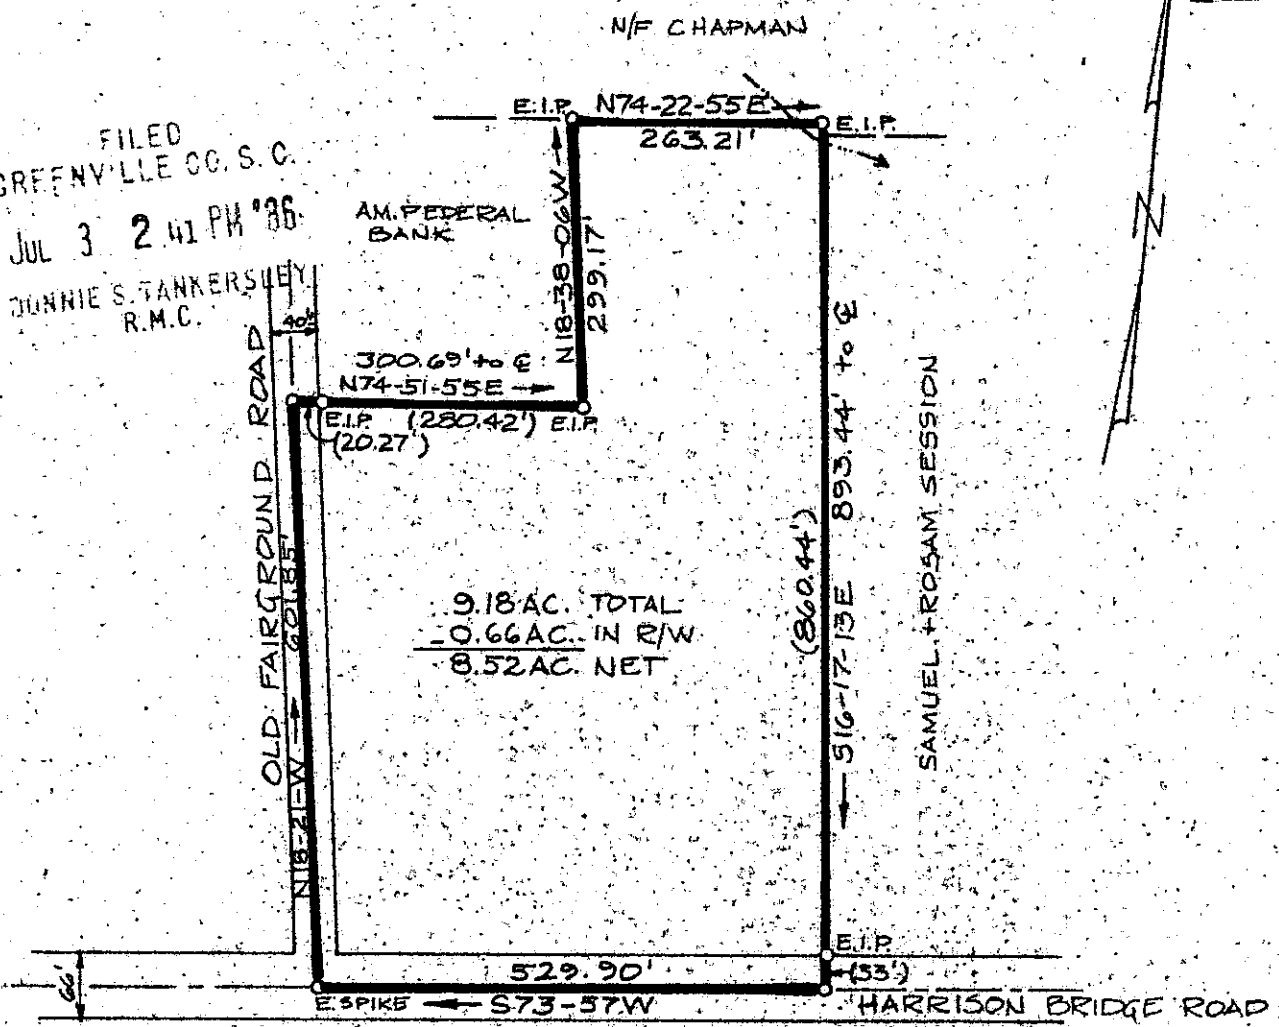 N/F CHAPMAN
E.I.P.
N74-22-55E
E.I.P.
263.21'
FILED
GREENVILLE CO. S. C.
JUL 3 2 41 PM '86
DONNIE S. TANKERSLEY
R.M.C.
AM. FEDERAL
BANK
N18-38-06W
299.17'
N
40'
300.69' to ℄
N74-51-55E
E.I.P.
(280.42')
E.I.P.
(20.27')
OLD FAIRGROUND ROAD
601.85'
N18-21-W
9.18 AC. TOTAL
-0.66 AC. IN R/W
8.52 AC. NET
(860.44')
S16-17-13E 893.44' to ℄
SAMUEL + ROSAM SESSION
E.I.P.
(33')
66'
529.90'
E.SPIKE
S73-57W
HARRISON BRIDGE ROAD